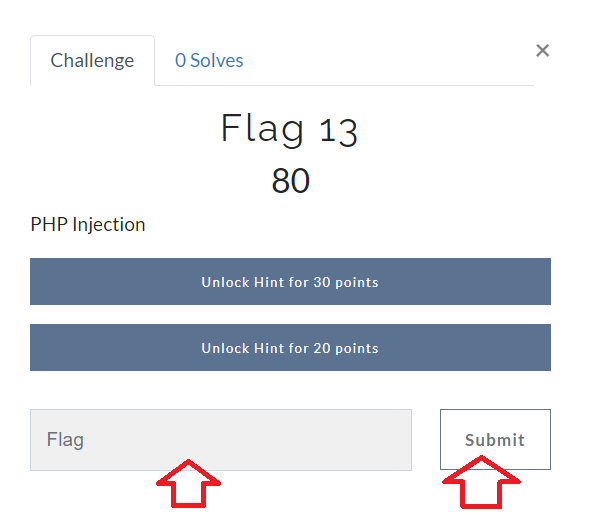 Challenge 0 Solves ×
Flag 13
80
PHP Injection
Unlock Hint for 30 points
Unlock Hint for 20 points
Flag Submit